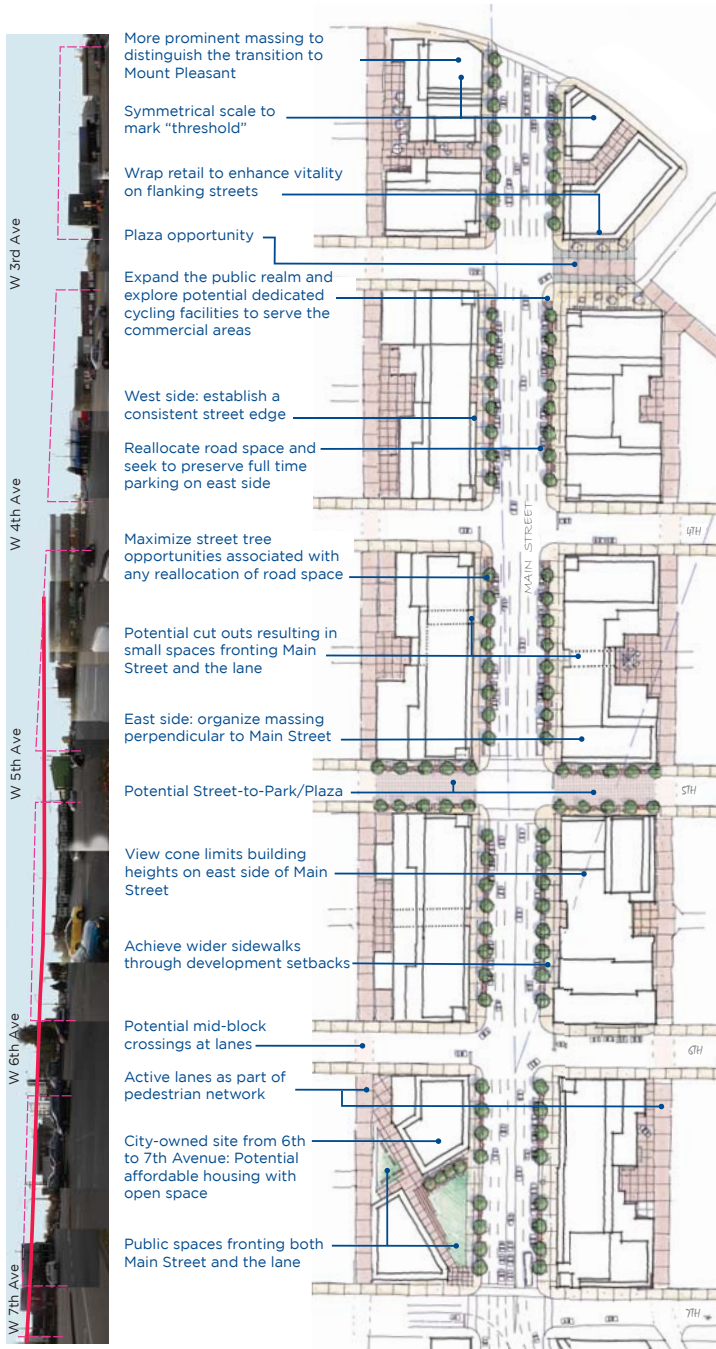 More prominent massing to
distinguish the transition to
Mount Pleasant
Symmetrical scale to
mark “threshold”
Wrap retail to enhance vitality
on flanking streets
Plaza opportunity
Expand the public realm and
explore potential dedicated
cycling facilities to serve the
commercial areas
West side: establish a
consistent street edge
Reallocate road space and
seek to preserve full time
parking on east side
Maximize street tree
opportunities associated with
any reallocation of road space
Potential cut outs resulting in
small spaces fronting Main
Street and the lane
East side: organize massing
perpendicular to Main Street
Potential Street-to-Park/Plaza
View cone limits building
heights on east side of Main
Street
Achieve wider sidewalks
through development setbacks
Potential mid-block
crossings at lanes
Active lanes as part of
pedestrian network
City-owned site from 6th
to 7th Avenue: Potential
affordable housing with
open space
Public spaces fronting both
Main Street and the lane
W 3rd Ave
W 4th Ave
W 5th Ave
W 6th Ave
W 7th Ave
MAIN STREET
4TH
5TH
6TH
7TH